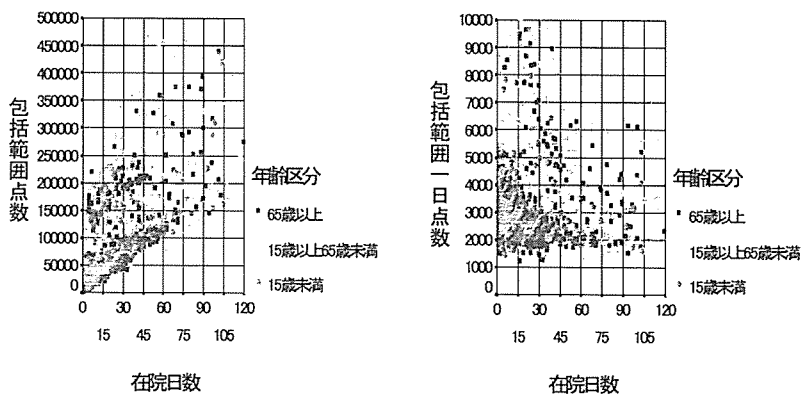 包括範囲点数
500000
450000
400000
350000
300000
250000
200000
150000
100000
50000
0
0 30 60 90 120
15 45 75 105
在院日数
年齢区分
65歳以上
15歳以上65歳未満
15歳未満
包括範囲一日点数
10000
9000
8000
7000
6000
5000
4000
3000
2000
1000
0
0 30 60 90 120
15 45 75 105
在院日数
年齢区分
65歳以上
15歳以上65歳未満
15歳未満